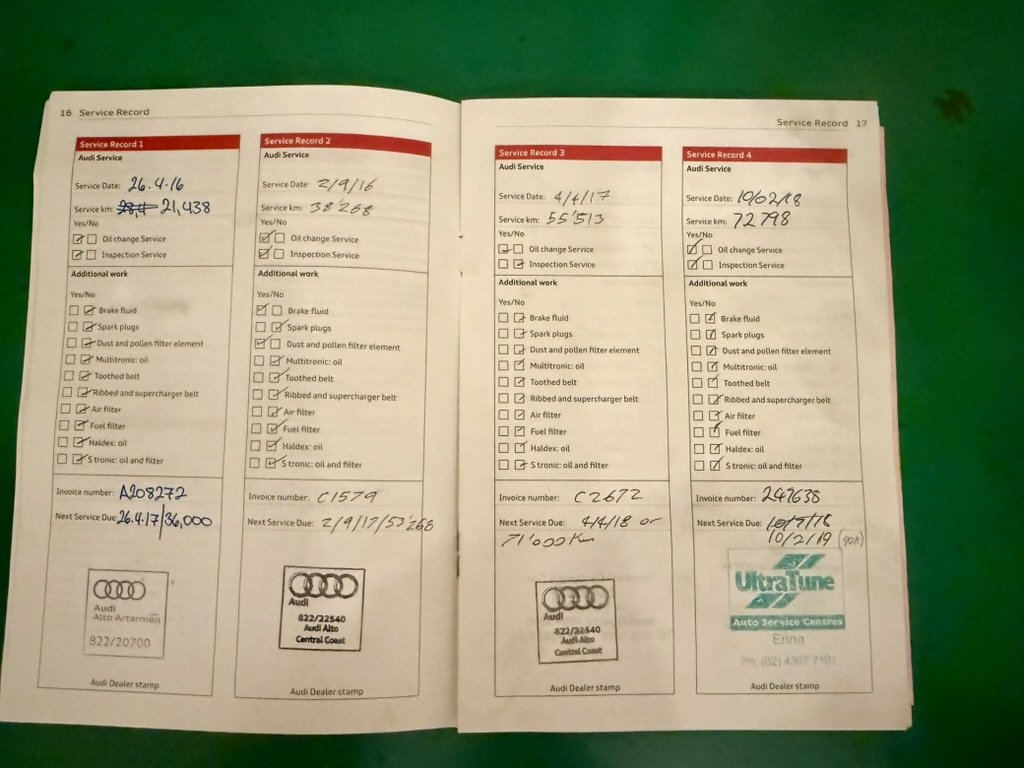 16 Service Record
Service Record 1
Audi Service
Service Date: 26.4.16
Service km: 21,438
Yes/No
Oil change Service
Inspection Service
Additional work
Yes/No
Brake fluid
Spark plugs
Dust and pollen filter element
Multitronic: oil
Toothed belt
Ribbed and supercharger belt
Air filter
Fuel filter
Haldex: oil
S tronic: oil and filter
Invoice number: A208272
Next Service Due: 26.4.17/36,000
Audi
Alto Artarmon
822/20700
Audi Dealer stamp
Service Record 2
Audi Service
Service Date: 2/9/16
Service km: 38'268
Yes/No
Oil change Service
Inspection Service
Additional work
Yes/No
Brake fluid
Spark plugs
Dust and pollen filter element
Multitronic: oil
Toothed belt
Ribbed and supercharger belt
Air filter
Fuel filter
Haldex: oil
S tronic: oil and filter
Invoice number: C1579
Next Service Due: 2/9/17/53'268
Audi
822/22540
Audi Alto
Central Coast
Audi Dealer stamp
Service Record 17
Service Record 3
Audi Service
Service Date: 4/4/17
Service km: 55'513
Yes/No
Oil change Service
Inspection Service
Additional work
Yes/No
Brake fluid
Spark plugs
Dust and pollen filter element
Multitronic: oil
Toothed belt
Ribbed and supercharger belt
Air filter
Fuel filter
Haldex: oil
S tronic: oil and filter
Invoice number: C2672
Next Service Due: 4/4/18 or
71'000 Km
Audi
822/22540
Audi Alto
Central Coast
Audi Dealer stamp
Service Record 4
Audi Service
Service Date: 10/02/18
Service km: 72798
Yes/No
Oil change Service
Inspection Service
Additional work
Yes/No
Brake fluid
Spark plugs
Dust and pollen filter element
Multitronic: oil
Toothed belt
Ribbed and supercharger belt
Air filter
Fuel filter
Haldex: oil
S tronic: oil and filter
Invoice number: 247638
Next Service Due:
10/2/19 (90K)
UltraTune
Auto Service Centres
Erina
Ph: (02) 4367 7101
Audi Dealer stamp